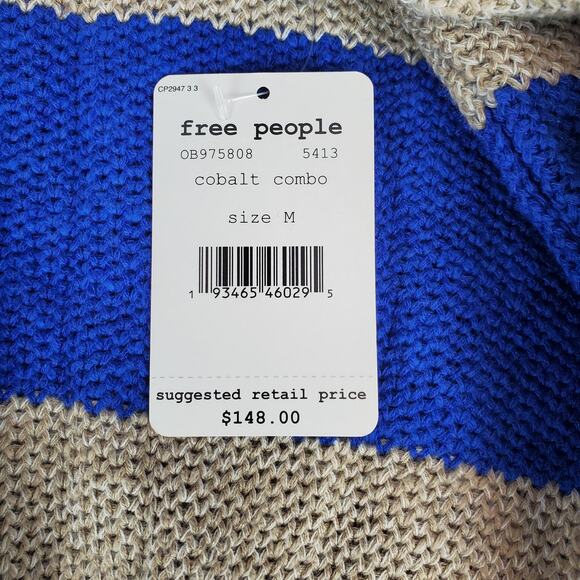 CP2947 3 3
free people
OB975808 5413
cobalt combo
size M
1 93465 46029 5
suggested retail price
$148.00